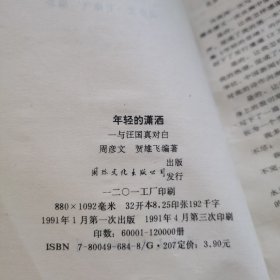 年轻的潇洒
—与汪国真对白
周彦文 贺雄飞编著
出版
国际文化出版公司
发行
一二〇一工厂印刷
880×1092毫米 32开本8.25印张192千字
1991年1月第一次出版 1991年4月第三次印刷
印数：60001-120000册
ISBN 7-80049-684-8/G·207定价：3.90元